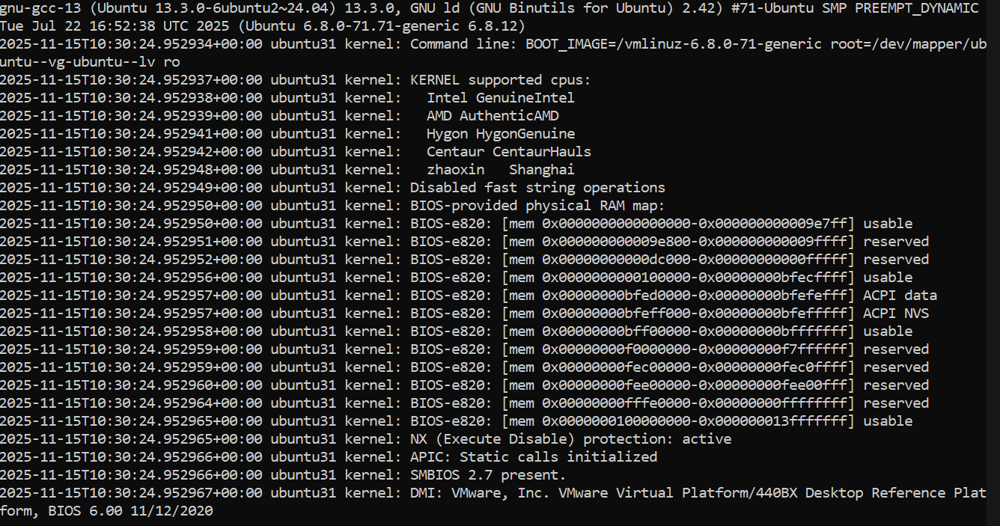 gnu-gcc-13 (Ubuntu 13.3.0-6ubuntu2~24.04) 13.3.0, GNU ld (GNU Binutils for Ubuntu) 2.42) #71-Ubuntu SMP PREEMPT_DYNAMIC
Tue Jul 22 16:52:38 UTC 2025 (Ubuntu 6.8.0-71.71-generic 6.8.12)
2025-11-15T10:30:24.952934+00:00 ubuntu31 kernel: Command line: BOOT_IMAGE=/vmlinuz-6.8.0-71-generic root=/dev/mapper/ub
untu--vg-ubuntu--lv ro
2025-11-15T10:30:24.952937+00:00 ubuntu31 kernel: KERNEL supported cpus:
2025-11-15T10:30:24.952938+00:00 ubuntu31 kernel:   Intel GenuineIntel
2025-11-15T10:30:24.952939+00:00 ubuntu31 kernel:   AMD AuthenticAMD
2025-11-15T10:30:24.952941+00:00 ubuntu31 kernel:   Hygon HygonGenuine
2025-11-15T10:30:24.952942+00:00 ubuntu31 kernel:   Centaur CentaurHauls
2025-11-15T10:30:24.952948+00:00 ubuntu31 kernel:   zhaoxin   Shanghai
2025-11-15T10:30:24.952949+00:00 ubuntu31 kernel: Disabled fast string operations
2025-11-15T10:30:24.952950+00:00 ubuntu31 kernel: BIOS-provided physical RAM map:
2025-11-15T10:30:24.952950+00:00 ubuntu31 kernel: BIOS-e820: [mem 0x0000000000000000-0x000000000009e7ff] usable
2025-11-15T10:30:24.952951+00:00 ubuntu31 kernel: BIOS-e820: [mem 0x000000000009e800-0x000000000009ffff] reserved
2025-11-15T10:30:24.952952+00:00 ubuntu31 kernel: BIOS-e820: [mem 0x00000000000dc000-0x00000000000fffff] reserved
2025-11-15T10:30:24.952956+00:00 ubuntu31 kernel: BIOS-e820: [mem 0x0000000000100000-0x00000000bfecffff] usable
2025-11-15T10:30:24.952957+00:00 ubuntu31 kernel: BIOS-e820: [mem 0x00000000bfed0000-0x00000000bfefefff] ACPI data
2025-11-15T10:30:24.952957+00:00 ubuntu31 kernel: BIOS-e820: [mem 0x00000000bfeff000-0x00000000bfefffff] ACPI NVS
2025-11-15T10:30:24.952958+00:00 ubuntu31 kernel: BIOS-e820: [mem 0x00000000bff00000-0x00000000bfffffff] usable
2025-11-15T10:30:24.952959+00:00 ubuntu31 kernel: BIOS-e820: [mem 0x00000000f0000000-0x00000000f7ffffff] reserved
2025-11-15T10:30:24.952959+00:00 ubuntu31 kernel: BIOS-e820: [mem 0x00000000fec00000-0x00000000fec0ffff] reserved
2025-11-15T10:30:24.952960+00:00 ubuntu31 kernel: BIOS-e820: [mem 0x00000000fee00000-0x00000000fee00fff] reserved
2025-11-15T10:30:24.952964+00:00 ubuntu31 kernel: BIOS-e820: [mem 0x00000000fffe0000-0x00000000ffffffff] reserved
2025-11-15T10:30:24.952965+00:00 ubuntu31 kernel: BIOS-e820: [mem 0x0000000100000000-0x000000013fffffff] usable
2025-11-15T10:30:24.952965+00:00 ubuntu31 kernel: NX (Execute Disable) protection: active
2025-11-15T10:30:24.952966+00:00 ubuntu31 kernel: APIC: Static calls initialized
2025-11-15T10:30:24.952966+00:00 ubuntu31 kernel: SMBIOS 2.7 present.
2025-11-15T10:30:24.952967+00:00 ubuntu31 kernel: DMI: VMware, Inc. VMware Virtual Platform/440BX Desktop Reference Plat
form, BIOS 6.00 11/12/2020